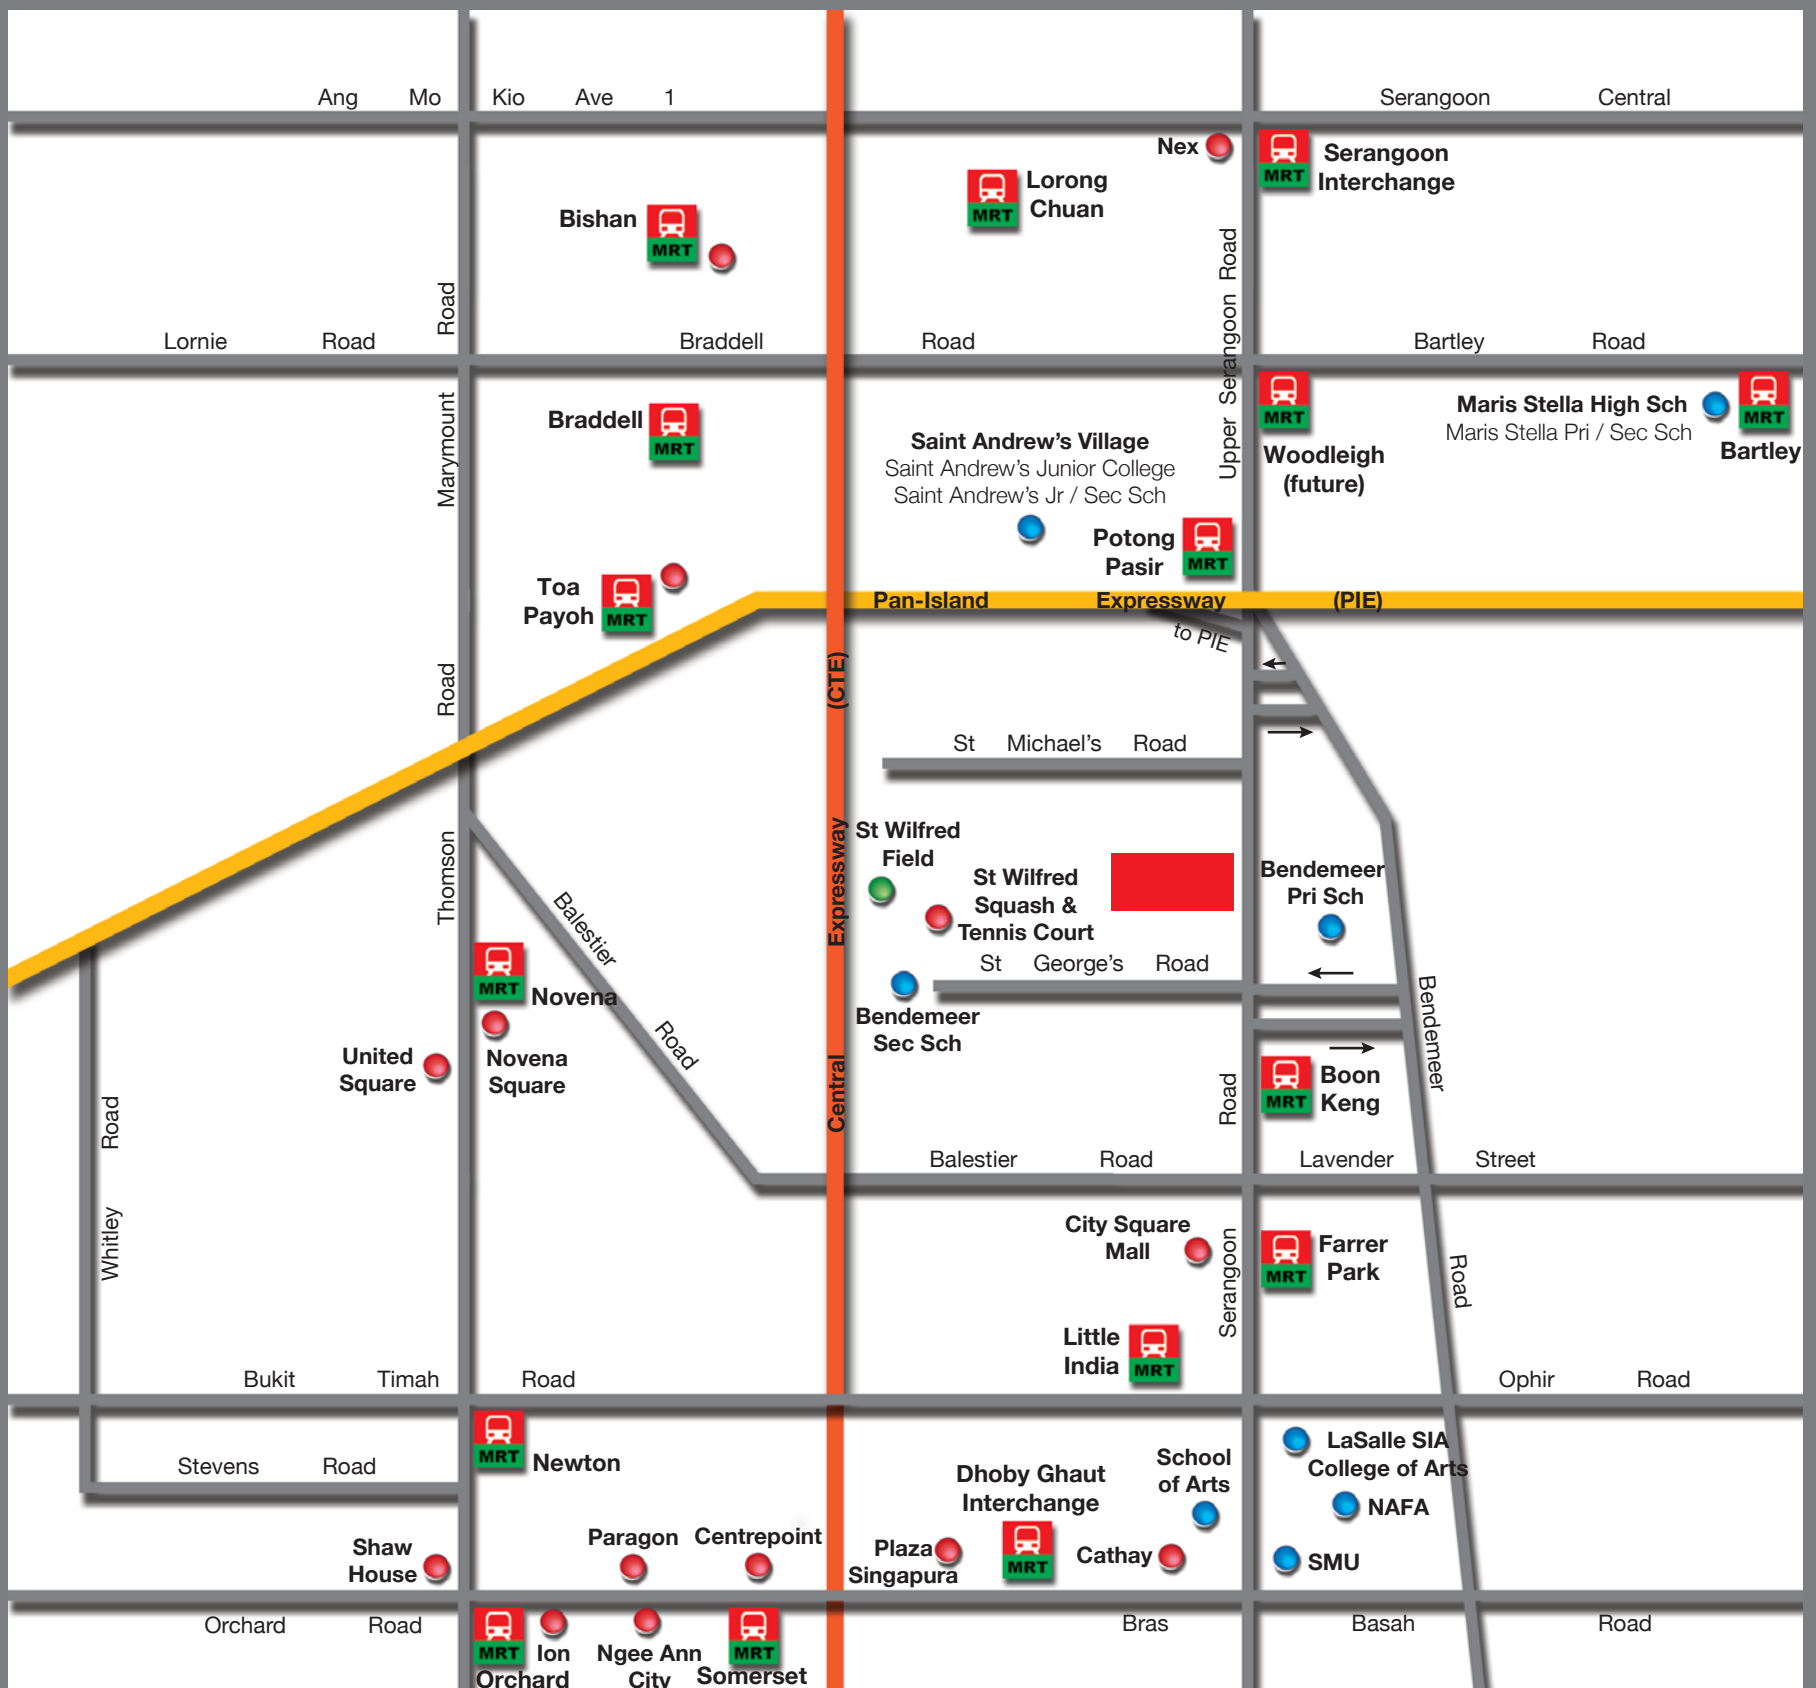 Ang Mo Kio Ave 1
Serangoon Central
Nex
MRT
Serangoon
Interchange
MRT
Lorong
Chuan
Bishan
MRT
Upper Serangoon Road
Marymount Road
Lornie Road
Braddell Road
Bartley Road
Braddell
MRT
MRT
Woodleigh
(future)
Maris Stella High Sch
Maris Stella Pri / Sec Sch
MRT
Bartley
Saint Andrew's Village
Saint Andrew's Junior College
Saint Andrew's Jr / Sec Sch
Potong
Pasir
MRT
Toa
Payoh
MRT
Pan-Island Expressway (PIE)
to PIE
Central Expressway (CTE)
St Michael's Road
Thomson Road
Balestier Road
St Wilfred
Field
St Wilfred
Squash &
Tennis Court
Bendemeer
Pri Sch
St George's Road
Bendemeer
Sec Sch
Bendemeer Road
MRT
Novena
Novena
Square
United
Square
MRT
Boon
Keng
Whitley Road
Balestier Road
Lavender Street
Serangoon Road
City Square
Mall
MRT
Farrer
Park
Little
India
MRT
Bukit Timah Road
Ophir Road
MRT
Newton
Stevens Road
LaSalle SIA
College of Arts
NAFA
SMU
School
of Arts
Dhoby Ghaut
Interchange
MRT
Cathay
Plaza
Singapura
Paragon
Centrepoint
Shaw
House
Orchard Road
Bras Basah Road
MRT
Ion
Orchard
Ngee Ann
City
MRT
Somerset